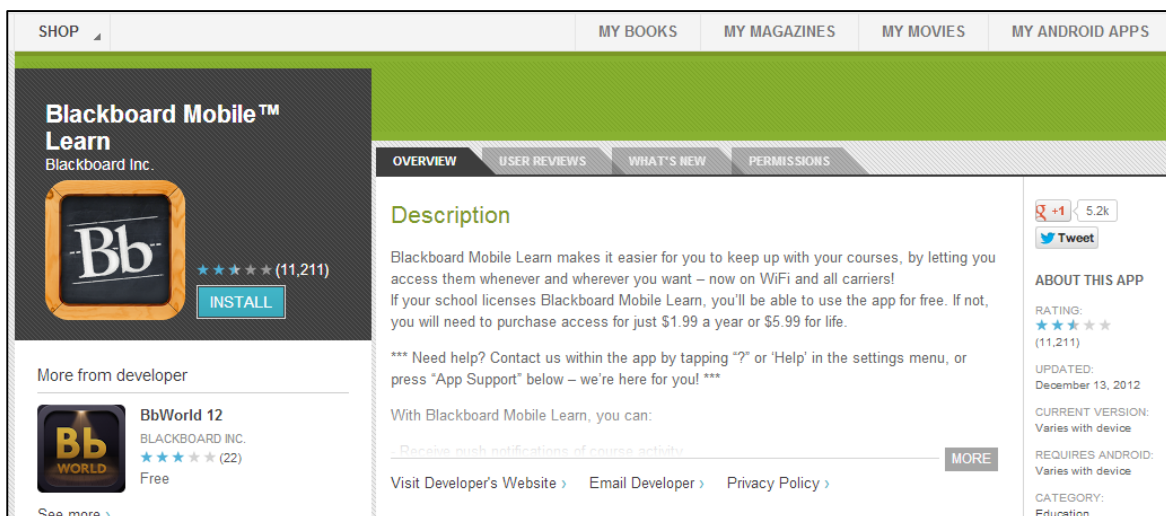 SHOP
MY BOOKS
MY MAGAZINES
MY MOVIES
MY ANDROID APPS
Blackboard Mobile™
Learn
Blackboard Inc.
Bb
(11,211)
INSTALL
More from developer
Bb
WORLD
BbWorld 12
BLACKBOARD INC.
(22)
Free
See more ›
OVERVIEW
USER REVIEWS
WHAT'S NEW
PERMISSIONS
Description
Blackboard Mobile Learn makes it easier for you to keep up with your courses, by letting you
access them whenever and wherever you want – now on WiFi and all carriers!
If your school licenses Blackboard Mobile Learn, you’ll be able to use the app for free. If not,
you will need to purchase access for just $1.99 a year or $5.99 for life.
*** Need help? Contact us within the app by tapping “?” or ‘Help’ in the settings menu, or
press “App Support” below – we’re here for you! ***
With Blackboard Mobile Learn, you can:
- Receive push notifications of course activity
MORE
Visit Developer's Website ›
Email Developer ›
Privacy Policy ›
g +1
5.2k
Tweet
ABOUT THIS APP
RATING:
(11,211)
UPDATED:
December 13, 2012
CURRENT VERSION:
Varies with device
REQUIRES ANDROID:
Varies with device
CATEGORY:
Education